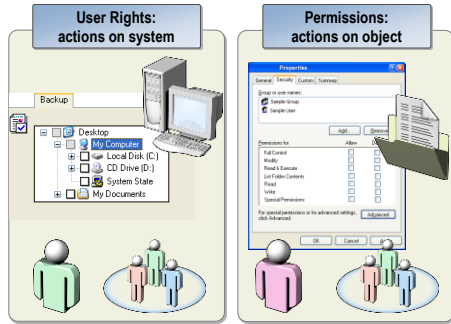 User Rights:
actions on system
Backup
Desktop
My Computer
Local Disk (C:)
CD Drive (D:)
System State
My Documents
Permissions:
actions on object
Properties
General Security Custom Summary
Group or user names:
Sample Group
Sample User
Add... Remove
Permissions for Allow
Full Control
Modify
Read & Execute
List Folder Contents
Read
Write
Special Permissions
For special permissions or for advanced settings,
click Advanced.
Advanced
OK Cancel